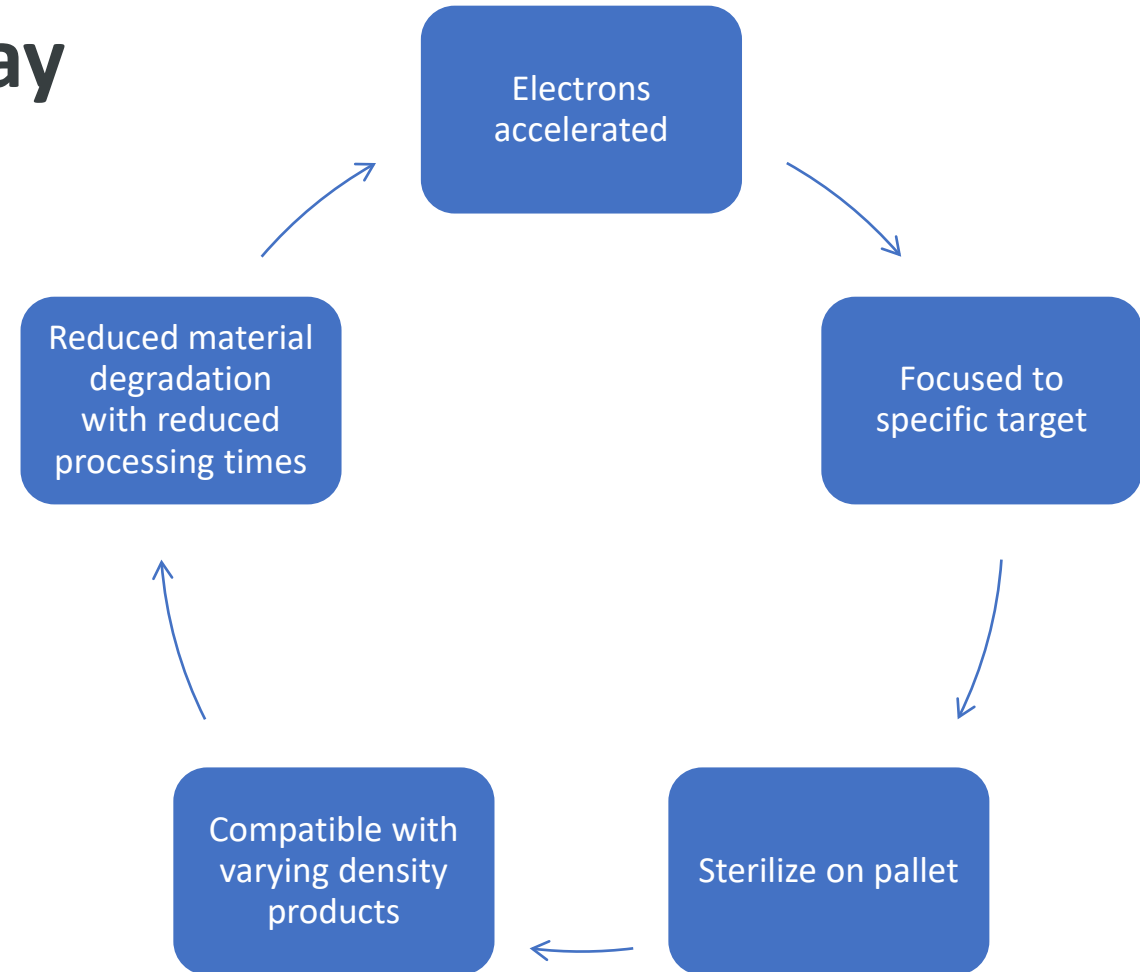 ay
Electrons
accelerated
Focused to
specific target
Sterilize on pallet
Compatible with
varying density
products
Reduced material
degradation
with reduced
processing times